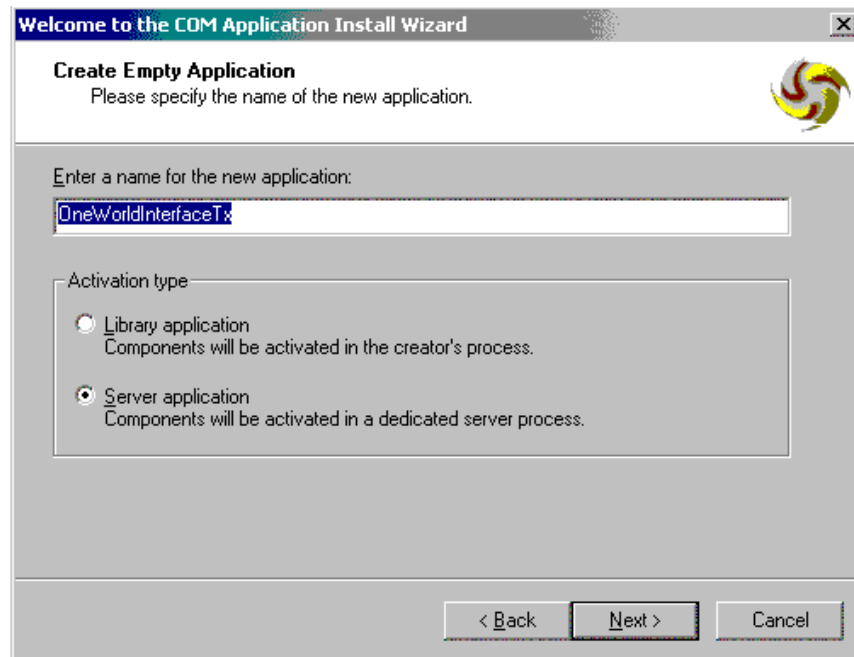 Welcome to the COM Application Install Wizard
Create Empty Application
Please specify the name of the new application.
Enter a name for the new application:
OneWorldInterfaceTx
Activation type
Library application
Components will be activated in the creator's process.
Server application
Components will be activated in a dedicated server process.
< Back Next > Cancel